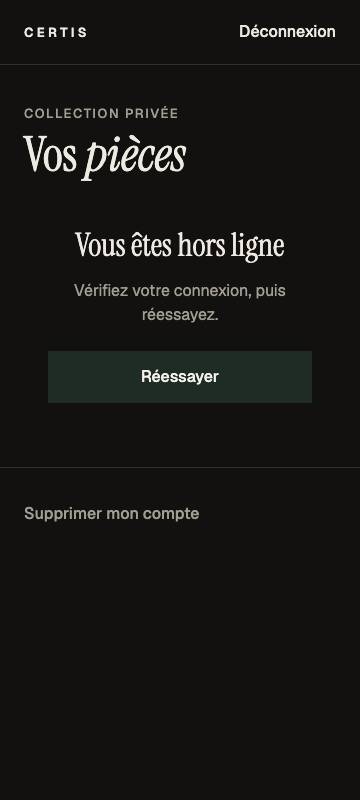 CERTIS
Déconnexion
COLLECTION PRIVÉE
Vos pièces
Vous êtes hors ligne
Vérifiez votre connexion, puis
réessayez.
Réessayer
Supprimer mon compte